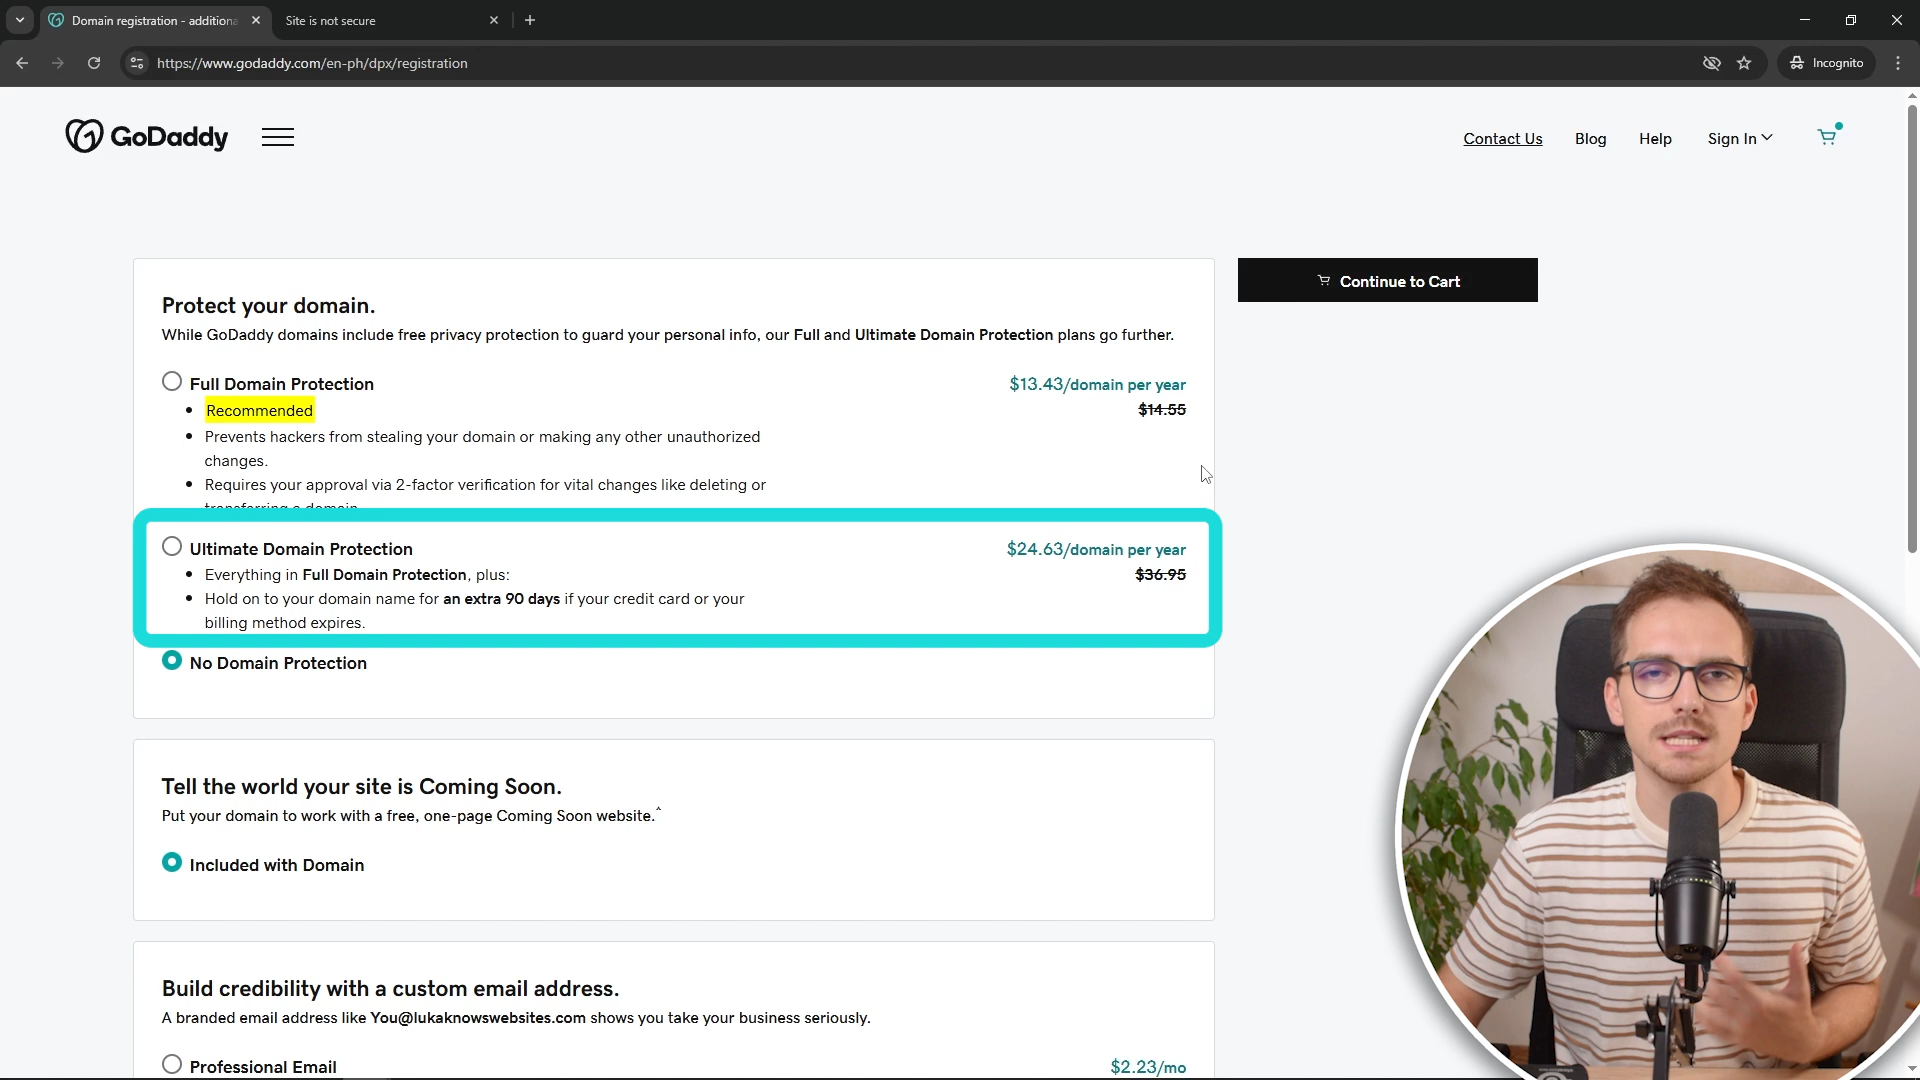 Domain registration - additiona
Site is not secure
https://www.godaddy.com/en-ph/dpx/registration
Incognito
GoDaddy
Contact Us
Blog
Help
Sign In
Protect your domain.
While GoDaddy domains include free privacy protection to guard your personal info, our Full and Ultimate Domain Protection plans go further.
Continue to Cart
Full Domain Protection
$13.43/domain per year
Recommended
$14.55
Prevents hackers from stealing your domain or making any other unauthorized
changes.
Requires your approval via 2-factor verification for vital changes like deleting or
transferring a domain.
Ultimate Domain Protection
$24.63/domain per year
Everything in Full Domain Protection, plus:
$36.95
Hold on to your domain name for an extra 90 days if your credit card or your
billing method expires.
No Domain Protection
Tell the world your site is Coming Soon.
Put your domain to work with a free, one-page Coming Soon website.^
Included with Domain
Build credibility with a custom email address.
A branded email address like You@lukaknowswebsites.com shows you take your business seriously.
Professional Email
$2.23/mo